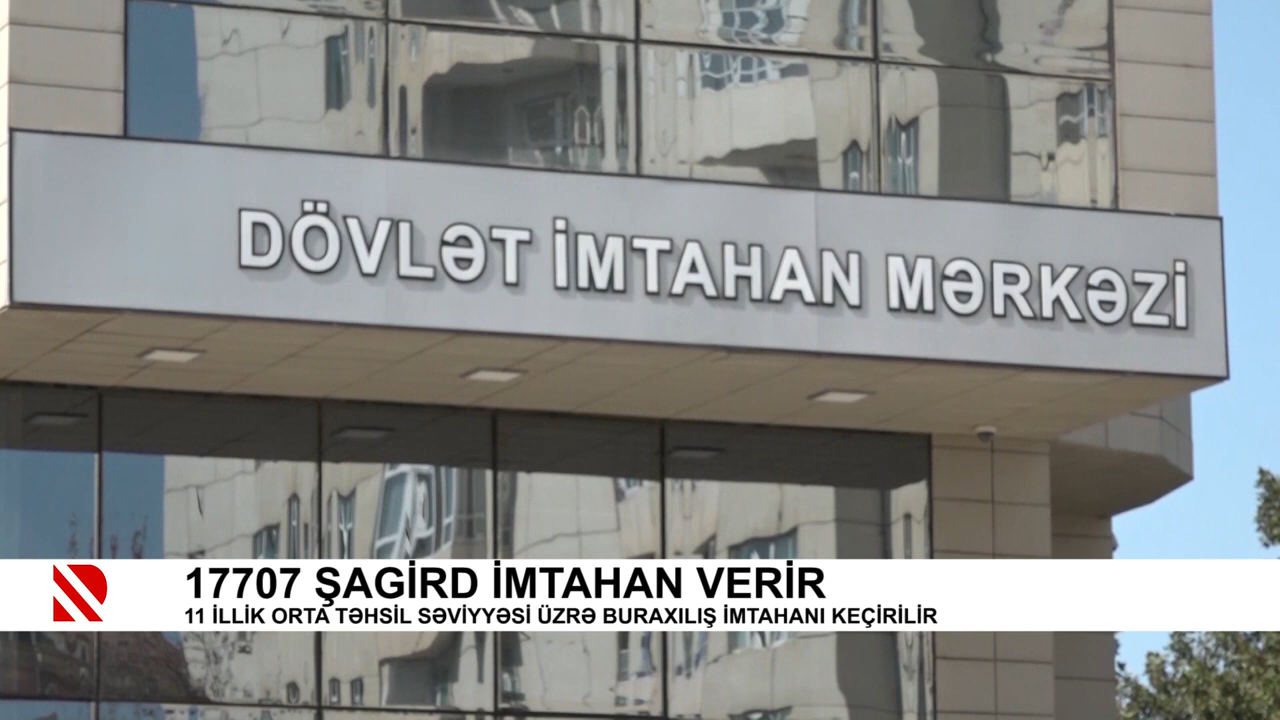 DÖVLƏT İMTAHAN MƏRKƏZİ
17707 ŞAGİRD İMTAHAN VERİR
11 İLLİK ORTA TƏHSİL SƏVİYYƏSİ ÜZRƏ BURAXILIŞ İMTAHANI KEÇİRİLİR